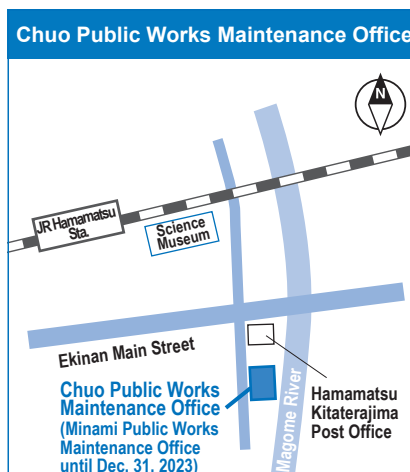 Chuo Public Works Maintenance Office
N
JR Hamamatsu
Sta.
Science
Museum
Ekinan Main Street
Chuo Public Works
Maintenance Office
(Minami Public Works
Maintenance Office
until Dec. 31, 2023)
Magome River
Hamamatsu
Kitaterajima
Post Office